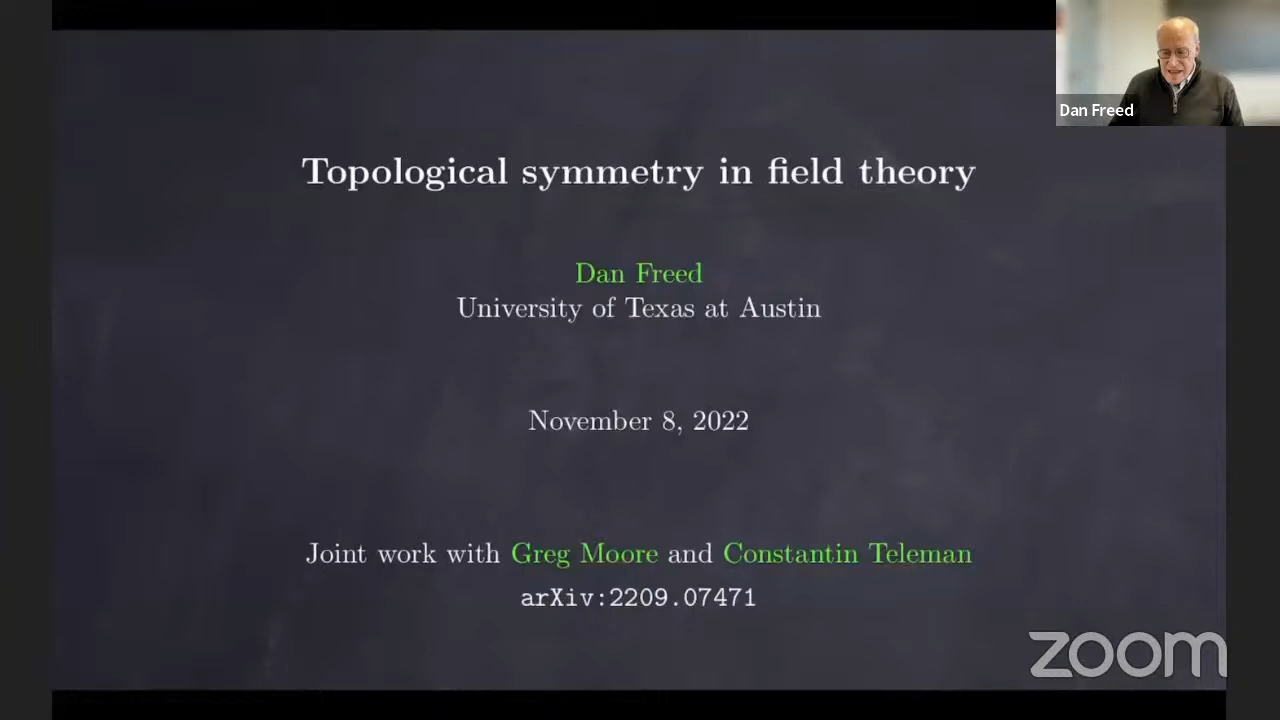 Dan Freed
Topological symmetry in field theory
Dan Freed
University of Texas at Austin
November 8, 2022
Joint work with Greg Moore and Constantin Teleman
arXiv:2209.07471
zoom